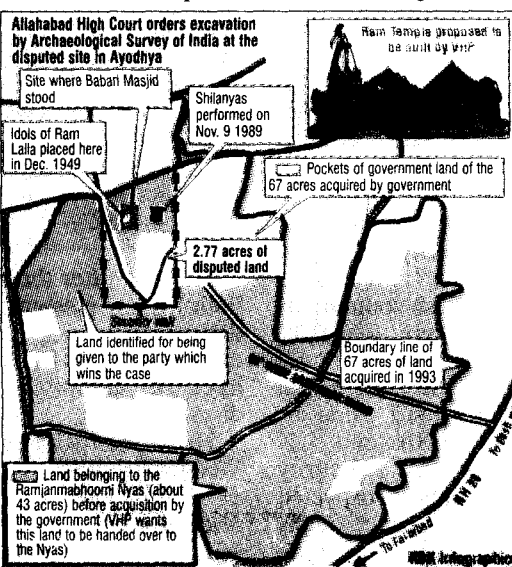 Allahabad High Court orders excavation
by Archaeological Survey of India at the
disputed site in Ayodhya
Ram Temple proposed to
be built by VHP
Site where Babari Masjid
stood
Shilanyas
performed on
Nov. 9 1989
Idols of Ram
Lalla placed here
in Dec. 1949
Pockets of government land of the
67 acres acquired by government
2.77 acres of
disputed land
Land identified for being
given to the party which
wins the case
Boundary line of
67 acres of land
acquired in 1993
Land belonging to the
Ramjanmabhoomi Nyas (about
43 acres) before acquisition by
the government (VHP wants
this land to be handed over to
the Nyas)
NH 28
To
To Faizabad
Infographics